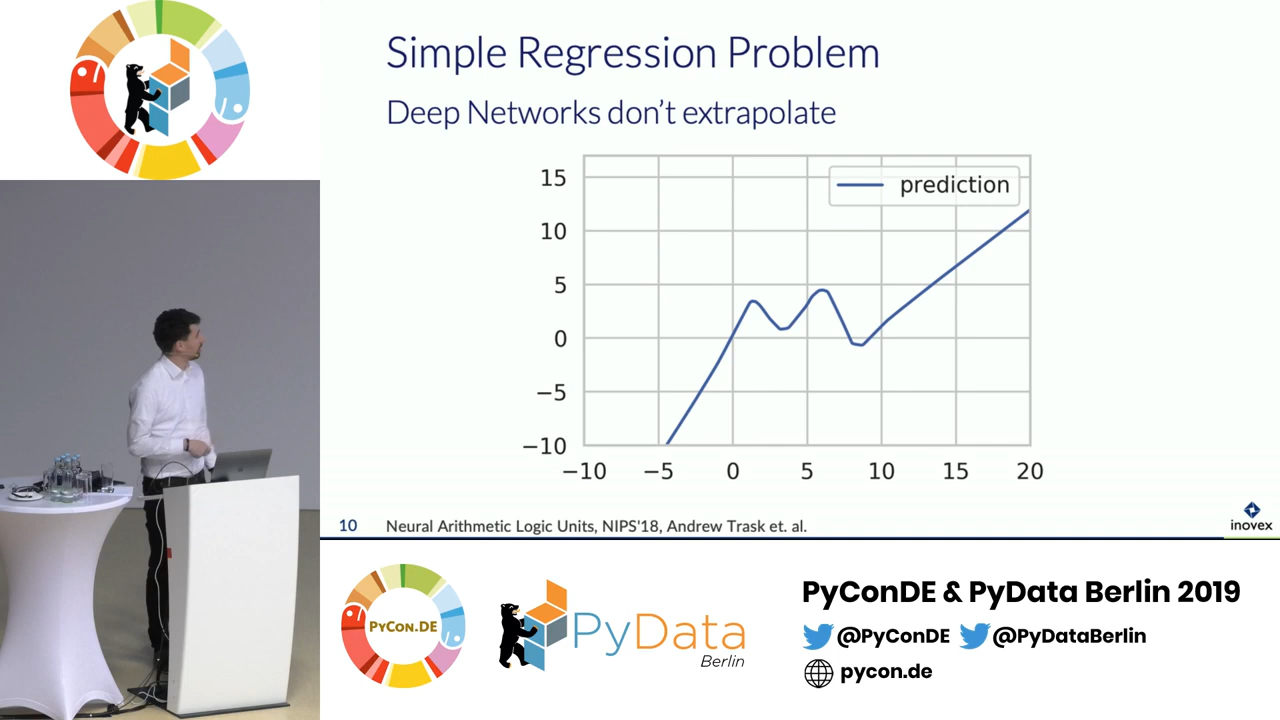 Simple Regression Problem
Deep Networks don't extrapolate
prediction
15
10
5
0
−5
−10
−10 −5 0 5 10 15 20
10 Neural Arithmetic Logic Units, NIPS'18, Andrew Trask et. al.
inovex
PYCON.DE
PyData
Berlin
PyConDE & PyData Berlin 2019
@PyConDE @PyDataBerlin
pycon.de